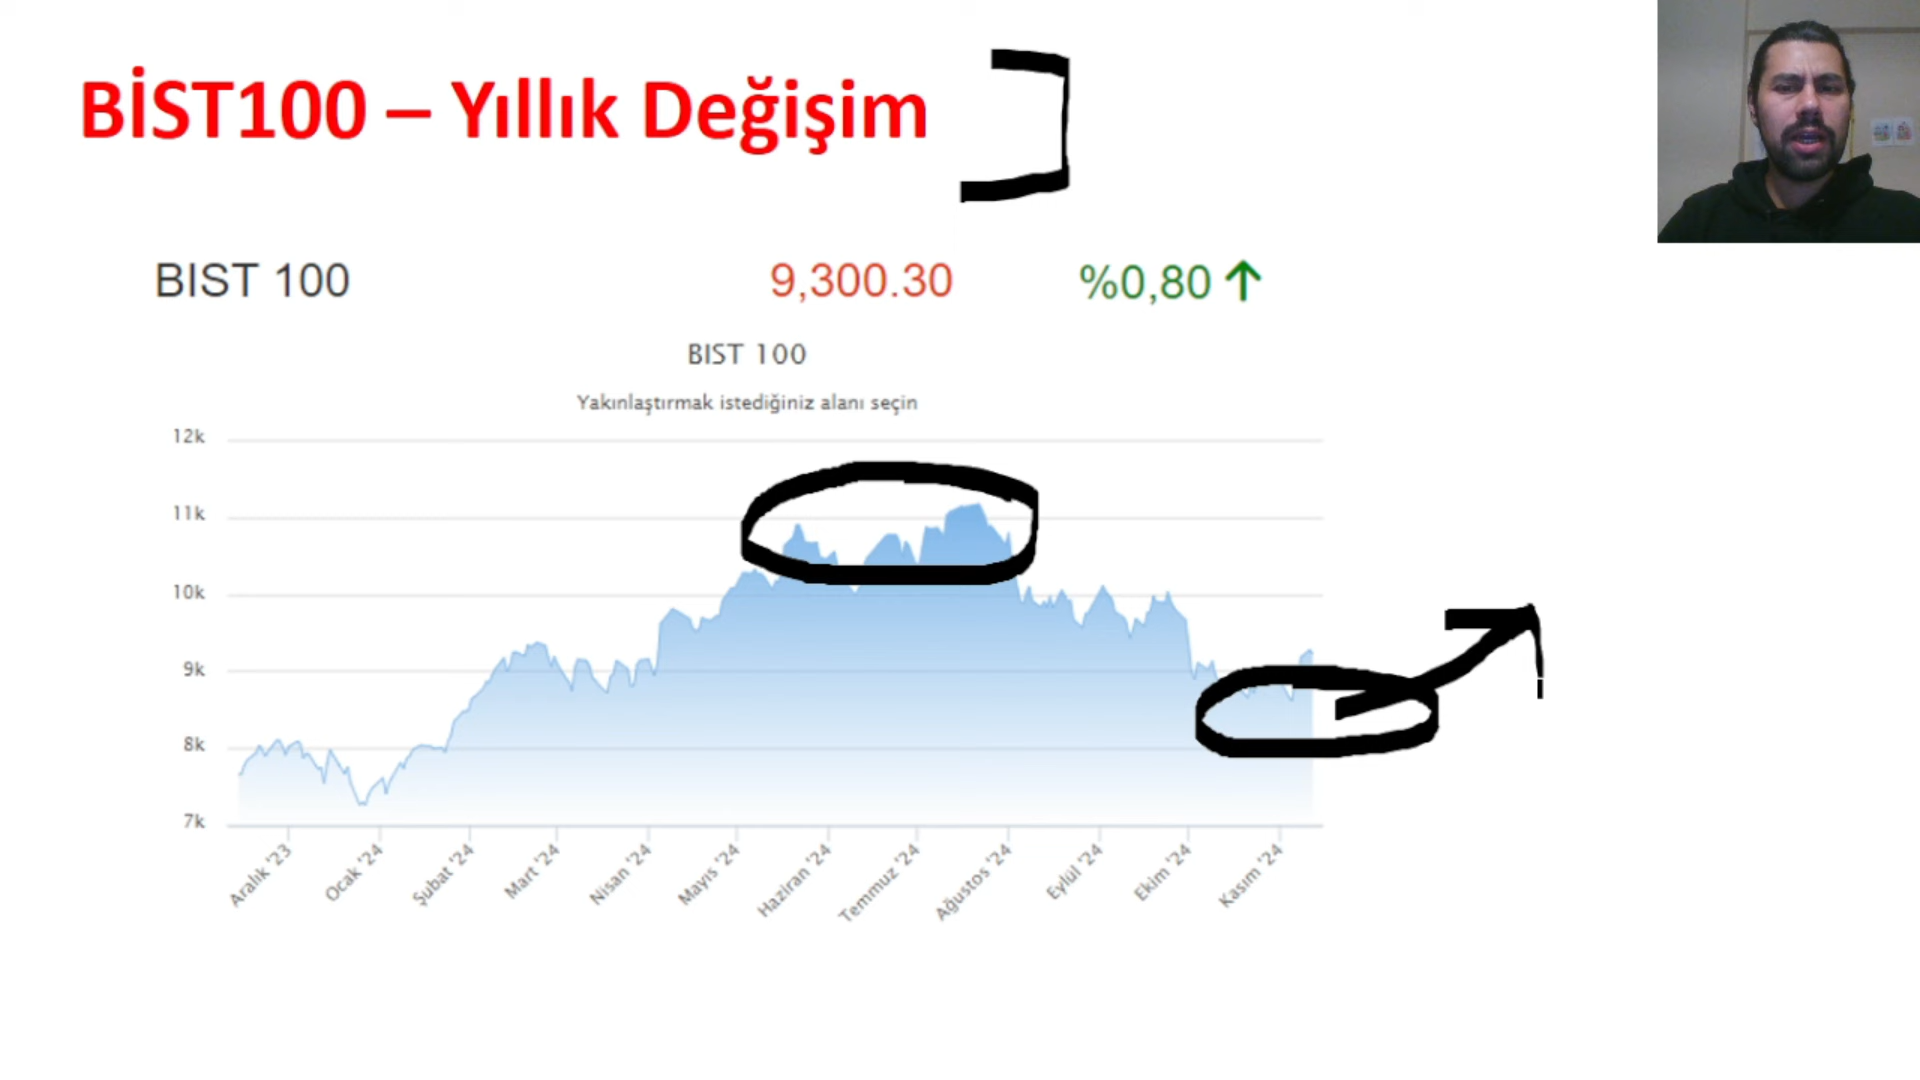 BİST100 – Yıllık Değişim
BIST 100 9,300.30 %0,80
BIST 100
Yakınlaştırmak istediğiniz alanı seçin
12k
11k
10k
9k
8k
7k
Aralık '23 Ocak '24 Şubat '24 Mart '24 Nisan '24 Mayıs '24 Haziran '24 Temmuz '24 Ağustos '24 Eylül '24 Ekim '24 Kasım '24